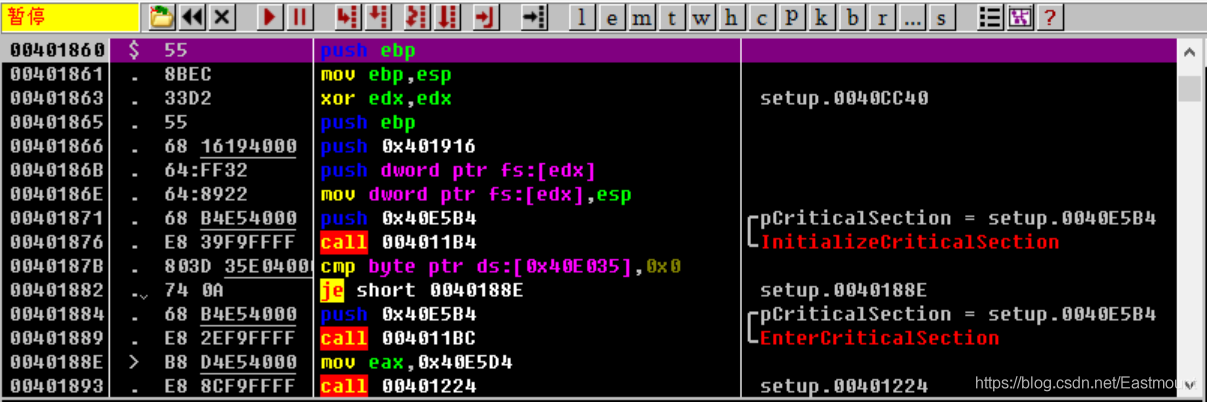 暂停 l e m t w h c p k b r ... s ?
00401860 $ 55 push ebp
00401861 . 8BEC mov ebp,esp
00401863 . 33D2 xor edx,edx setup.0040CC40
00401865 . 55 push ebp
00401866 . 68 16194000 push 0x401916
0040186B . 64:FF32 push dword ptr fs:[edx]
0040186E . 64:8922 mov dword ptr fs:[edx],esp
00401871 . 68 B4E54000 push 0x40E5B4 pCriticalSection = setup.0040E5B4
00401876 . E8 39F9FFFF call 004011B4 InitializeCriticalSection
0040187B . 803D 35E0400 cmp byte ptr ds:[0x40E035],0x0
00401882 . 74 0A je short 0040188E setup.0040188E
00401884 . 68 B4E54000 push 0x40E5B4 pCriticalSection = setup.0040E5B4
00401889 . E8 2EF9FFFF call 004011BC EnterCriticalSection
0040188E > B8 D4E54000 mov eax,0x40E5D4
00401893 . E8 8CF9FFFF call 00401224 setup.00401224
https://blog.csdn.net/Eastmount